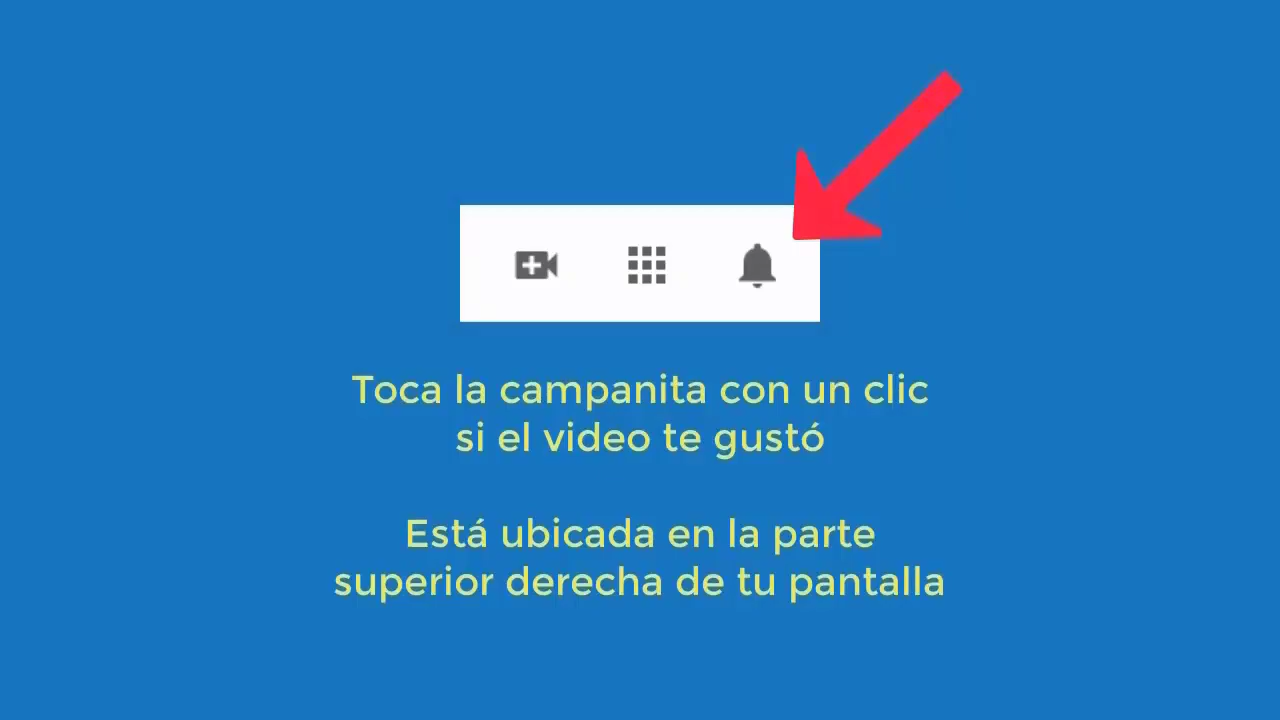 Toca la campanita con un clic
si el video te gustó
Está ubicada en la parte
superior derecha de tu pantalla